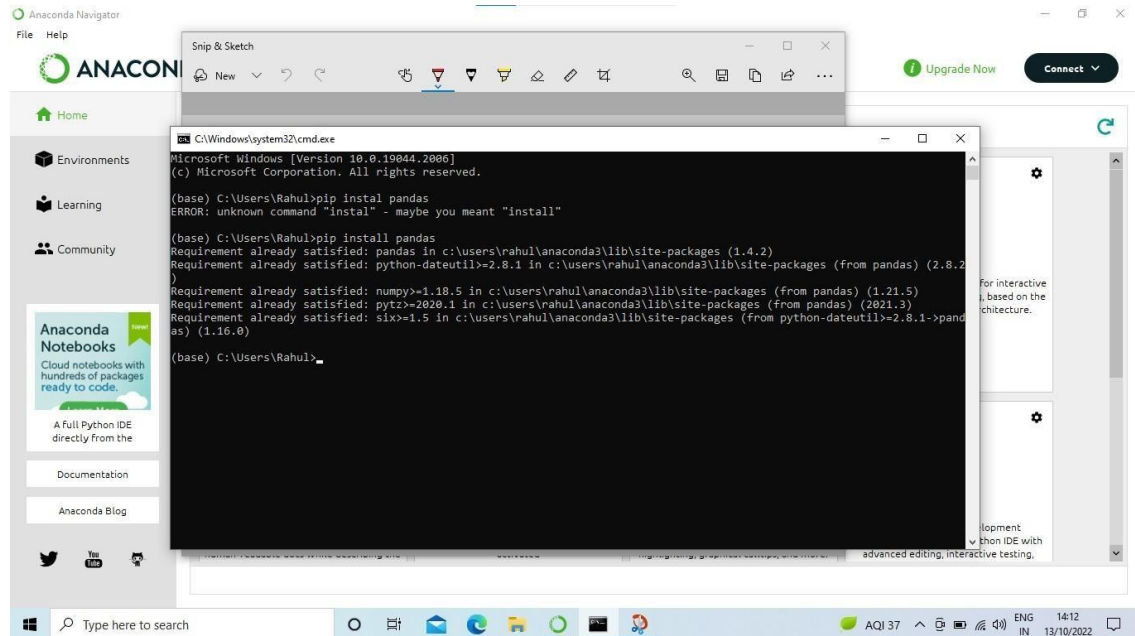 Anaconda Navigator
File Help
Snip & Sketch
ANACON
New
Upgrade Now
Connect
Home
Environments
Learning
Community
C:\Windows\system32\cmd.exe
Microsoft Windows [Version 10.0.19044.2006]
(c) Microsoft Corporation. All rights reserved.
(base) C:\Users\Rahul>pip instal pandas
ERROR: unknown command "instal" - maybe you meant "install"
(base) C:\Users\Rahul>pip install pandas
Requirement already satisfied: pandas in c:\users\rahul\anaconda3\lib\site-packages (1.4.2)
Requirement already satisfied: python-dateutil>=2.8.1 in c:\users\rahul\anaconda3\lib\site-packages (from pandas) (2.8.2
)
Requirement already satisfied: numpy>=1.18.5 in c:\users\rahul\anaconda3\lib\site-packages (from pandas) (1.21.5)
Requirement already satisfied: pytz>=2020.1 in c:\users\rahul\anaconda3\lib\site-packages (from pandas) (2021.3)
Requirement already satisfied: six>=1.5 in c:\users\rahul\anaconda3\lib\site-packages (from python-dateutil>=2.8.1->pand
as) (1.16.0)
(base) C:\Users\Rahul>
for interactive
, based on the
rchitecture.
Anaconda
Notebooks
New!
Cloud notebooks with
hundreds of packages
ready to code.
A full Python IDE
directly from the
Documentation
Anaconda Blog
You
Tube
lopment
thon IDE with
advanced editing, interactive testing,
Type here to search
AQI 37
ENG
IN
14:12
13/10/2022